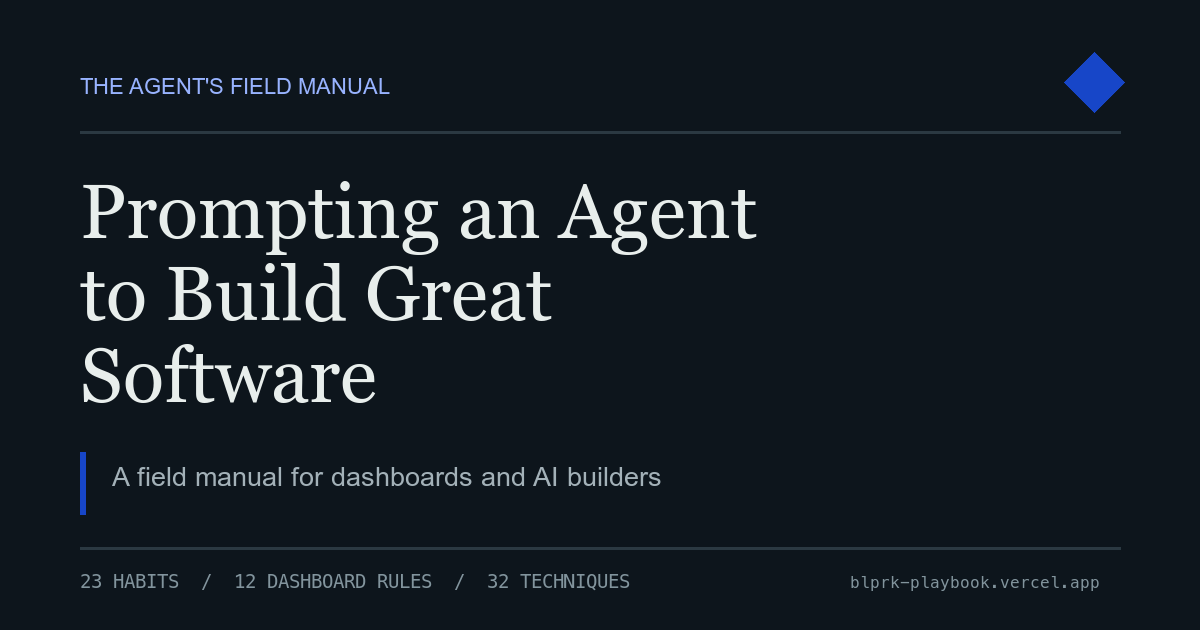 THE AGENT'S FIELD MANUAL
Prompting an Agent
to Build Great
Software
A field manual for dashboards and AI builders
23 HABITS / 12 DASHBOARD RULES / 32 TECHNIQUES
blprk-playbook.vercel.app